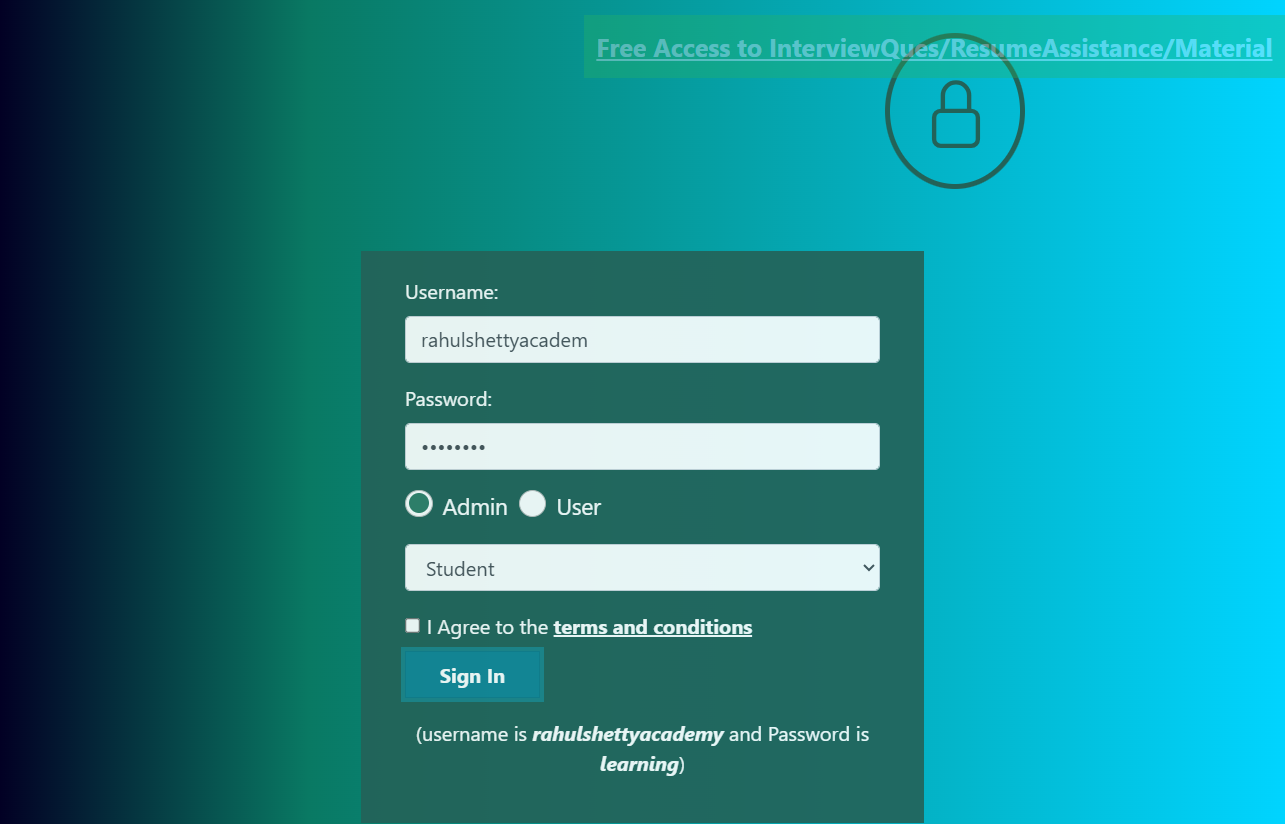 Free Access to InterviewQues/ResumeAssistance/Material
Username:
rahulshettyacadem
Password:
••••••••
Admin User
Student
I Agree to the terms and conditions
Sign In
(username is rahulshettyacademy and Password is
learning)